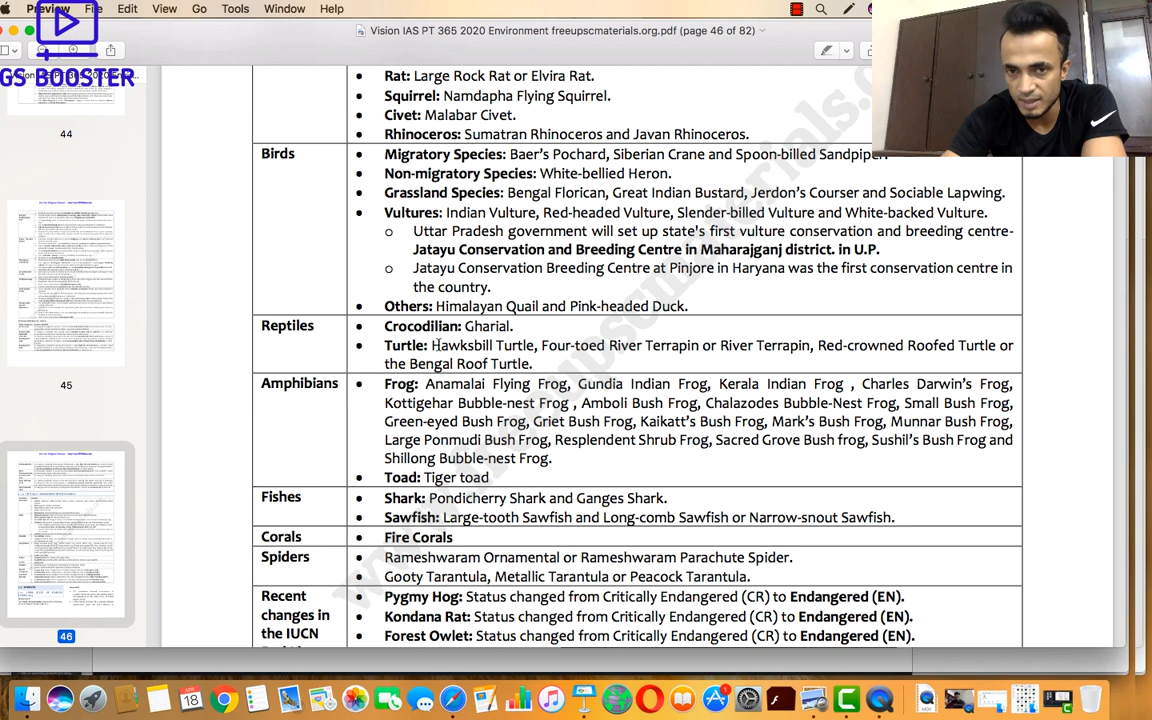 Preview File Edit View Go Tools Window Help
Vision IAS PT 365 2020 Environment freeupscmaterials.org.pdf (page 46 of 82)
GS BOOSTER
44
45
46
• Rat: Large Rock Rat or Elvira Rat.
• Squirrel: Namdapha Flying Squirrel.
• Civet: Malabar Civet.
• Rhinoceros: Sumatran Rhinoceros and Javan Rhinoceros.
Birds
• Migratory Species: Baer's Pochard, Siberian Crane and Spoon-billed Sandpiper.
• Non-migratory Species: White-bellied Heron.
• Grassland Species: Bengal Florican, Great Indian Bustard, Jerdon's Courser and Sociable Lapwing.
• Vultures: Indian Vulture, Red-headed Vulture, Slender-billed Vulture and White-backed Vulture.
o Uttar Pradesh government will set up state's first vulture conservation and breeding centre-
Jatayu Conservation and Breeding Centre in Maharajganj District, in U.P.
o Jatayu Conservation Breeding Centre at Pinjore in Haryana was the first conservation centre in
the country.
• Others: Himalayan Quail and Pink-headed Duck.
Reptiles
• Crocodilian: Gharial.
• Turtle: Hawksbill Turtle, Four-toed River Terrapin or River Terrapin, Red-crowned Roofed Turtle or
the Bengal Roof Turtle.
Amphibians
• Frog: Anamalai Flying Frog, Gundia Indian Frog, Kerala Indian Frog , Charles Darwin's Frog,
Kottigehar Bubble-nest Frog , Amboli Bush Frog, Chalazodes Bubble-Nest Frog, Small Bush Frog,
Green-eyed Bush Frog, Griet Bush Frog, Kaikatt's Bush Frog, Mark's Bush Frog, Munnar Bush Frog,
Large Ponmudi Bush Frog, Resplendent Shrub Frog, Sacred Grove Bush frog, Sushil's Bush Frog and
Shillong Bubble-nest Frog.
• Toad: Tiger toad
Fishes
• Shark: Pondicherry Shark and Ganges Shark.
• Sawfish: Large-tooth Sawfish and Long-comb Sawfish or Narrow-snout Sawfish.
Corals
• Fire Corals
Spiders
• Rameshwaram Ornamental or Rameshwaram Parachute Spider.
• Gooty Tarantula, Metallic Tarantula or Peacock Tarantula.
Recent
changes in
the IUCN
• Pygmy Hog: Status changed from Critically Endangered (CR) to Endangered (EN).
• Kondana Rat: Status changed from Critically Endangered (CR) to Endangered (EN).
• Forest Owlet: Status changed from Critically Endangered (CR) to Endangered (EN).